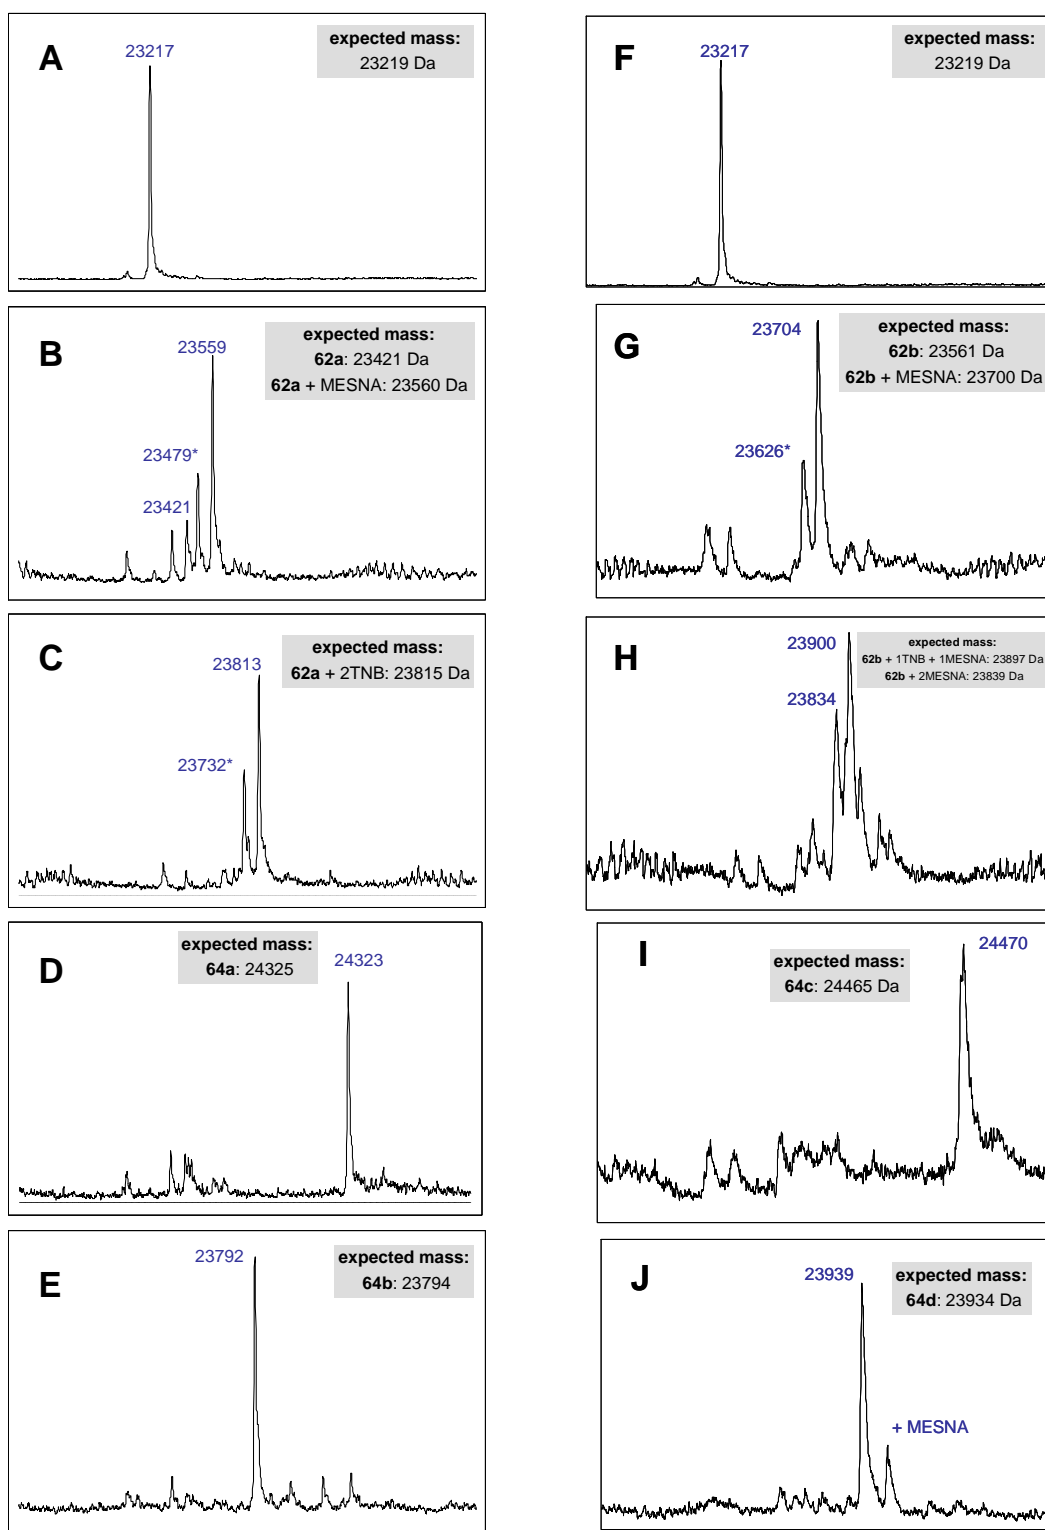 A
23217
expected mass:
23219 Da
B
23559
23479*
23421
expected mass:
62a: 23421 Da
62a + MESNA: 23560 Da
C
23813
23732*
expected mass:
62a + 2TNB: 23815 Da
D
expected mass:
64a: 24325
24323
E
23792
expected mass:
64b: 23794
F
23217
expected mass:
23219 Da
G
23704
23626*
expected mass:
62b: 23561 Da
62b + MESNA: 23700 Da
H
23900
23834
expected mass:
62b + 1TNB + 1MESNA: 23897 Da
62b + 2MESNA: 23839 Da
I
expected mass:
64c: 24465 Da
24470
J
23939
expected mass:
64d: 23934 Da
+ MESNA